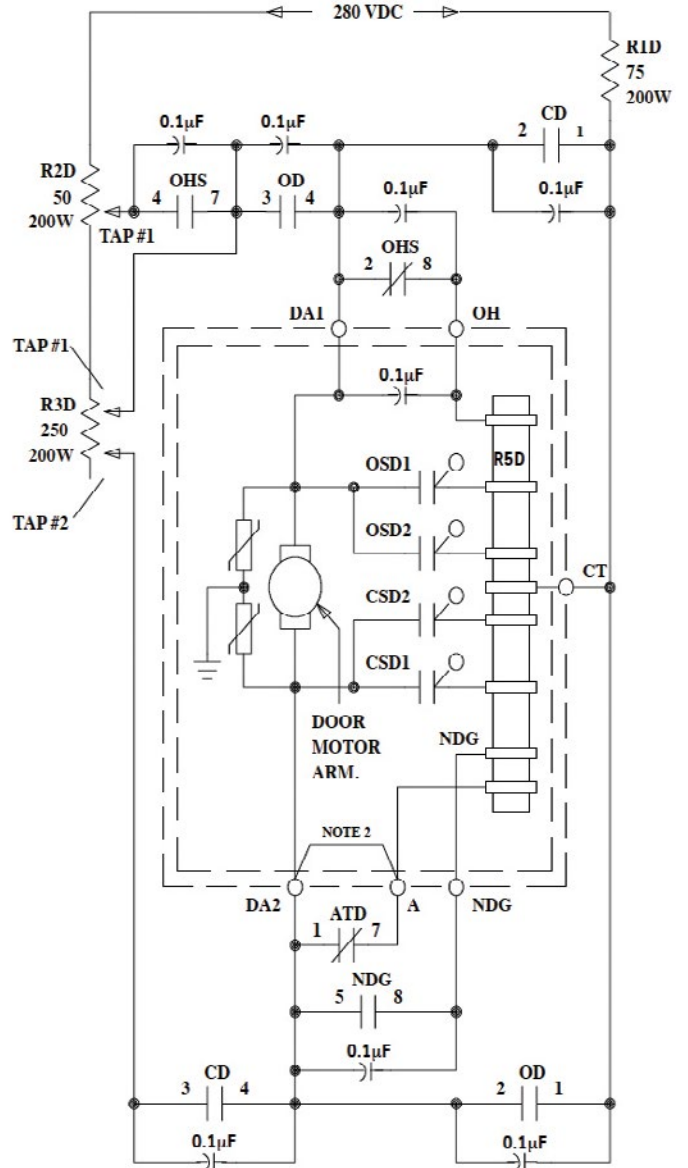 280 VDC
R1D
75
200W
0.1µF
0.1µF
CD
2
1
R2D
50
200W
TAP #1
OHS
4
7
OD
3
4
0.1µF
0.1µF
OHS
2
8
DA1
OH
TAP #1
R3D
250
200W
TAP #2
0.1µF
R5D
OSD1
OSD2
CT
CSD2
CSD1
DOOR
MOTOR
ARM.
NDG
NOTE 2
DA2
A
NDG
ATD
1
7
NDG
5
8
0.1µF
CD
3
4
OD
2
1
0.1µF
0.1µF